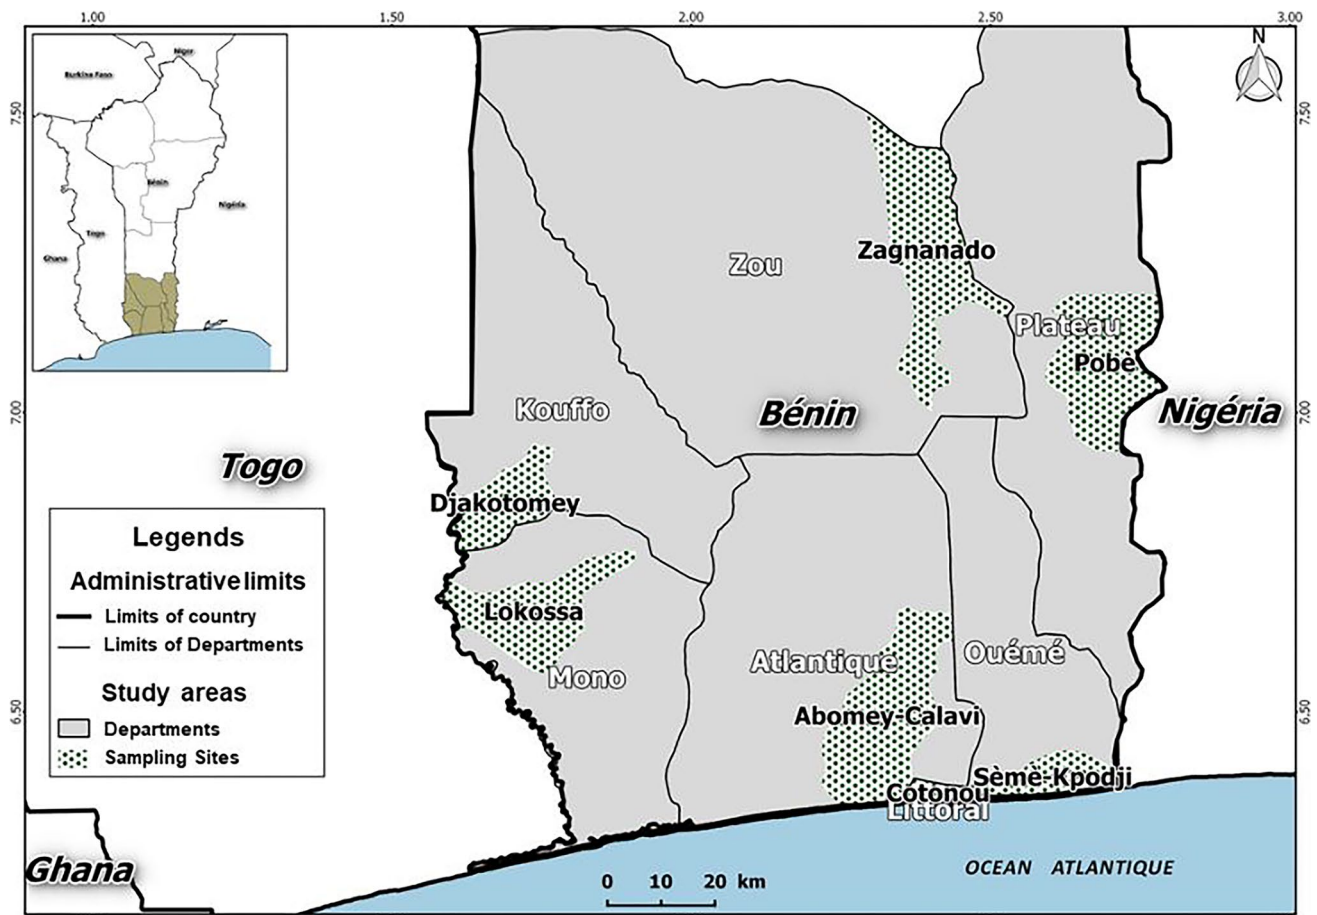 1.00
1.50
2.00
2.50
3.00
N
Niger
Burkina Faso
7.50
7.50
Bénin
Nigéria
Togo
Ghana
Zagnanado
Zou
Plateau
Pobè
7.00
Kouffo
Bénin
Nigéria
7.00
Togo
Djakotomey
Legends
Administrative limits
Limits of country
Limits of Departments
Study areas
Departments
Sampling Sites
Lokossa
Mono
Atlantique
Ouémé
6.50
Abomey-Calavi
6.50
Sèmè-Kpodji
Cotonou
Littoral
Ghana
OCEAN ATLANTIQUE
0 10 20 km